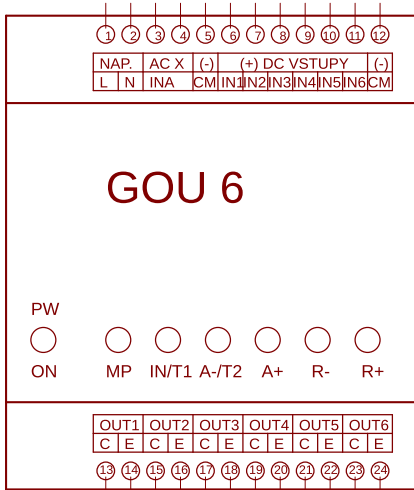 1 2 3 4 5 6 7 8 9 10 11 12
NAP. AC X (-) (+) DC VSTUPY (-)
L N INA CM IN1 IN2 IN3 IN4 IN5 IN6 CM
GOU 6
PW
ON MP IN/T1 A-/T2 A+ R- R+
OUT1 OUT2 OUT3 OUT4 OUT5 OUT6
C E C E C E C E C E C E
13 14 15 16 17 18 19 20 21 22 23 24